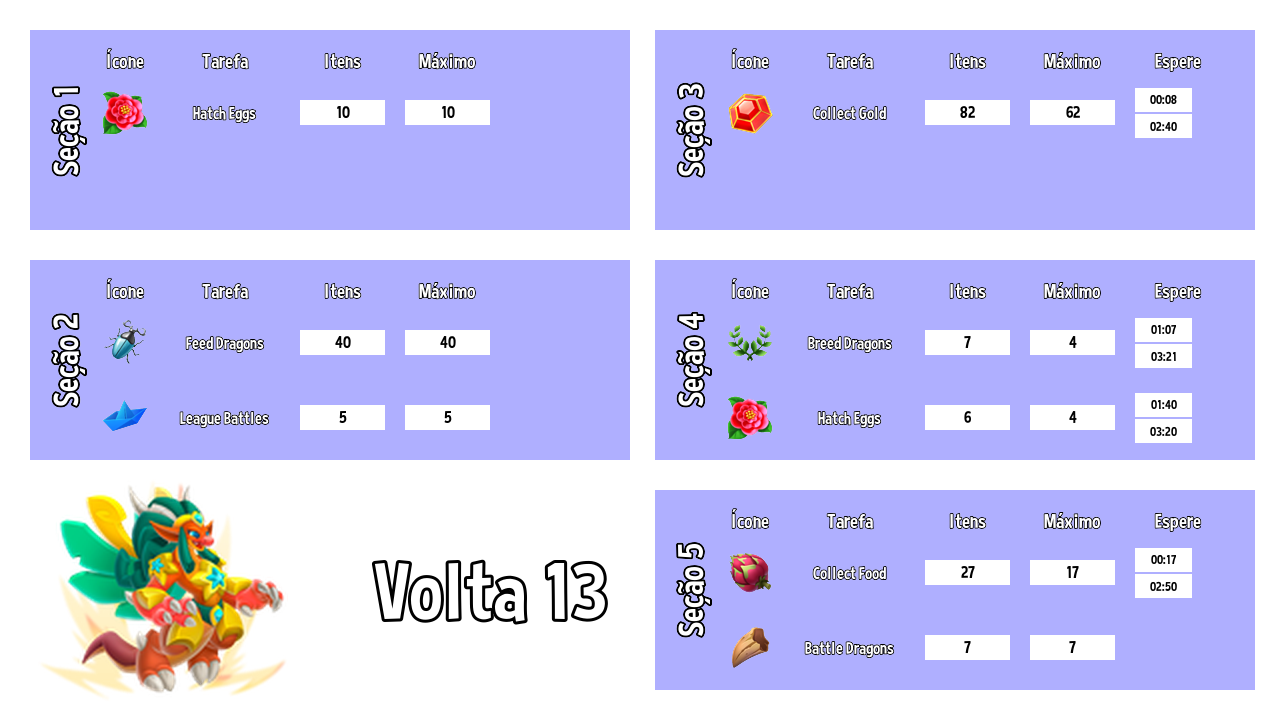 Seção 1
Ícone Tarefa Itens Máximo
Hatch Eggs 10 10
Seção 2
Ícone Tarefa Itens Máximo
Feed Dragons 40 40
League Battles 5 5
Volta 13
Seção 3
Ícone Tarefa Itens Máximo Espere
Collect Gold 82 62 00:08
02:40
Seção 4
Ícone Tarefa Itens Máximo Espere
Breed Dragons 7 4 01:07
03:21
Hatch Eggs 6 4 01:40
03:20
Seção 5
Ícone Tarefa Itens Máximo Espere
Collect Food 27 17 00:17
02:50
Battle Dragons 7 7